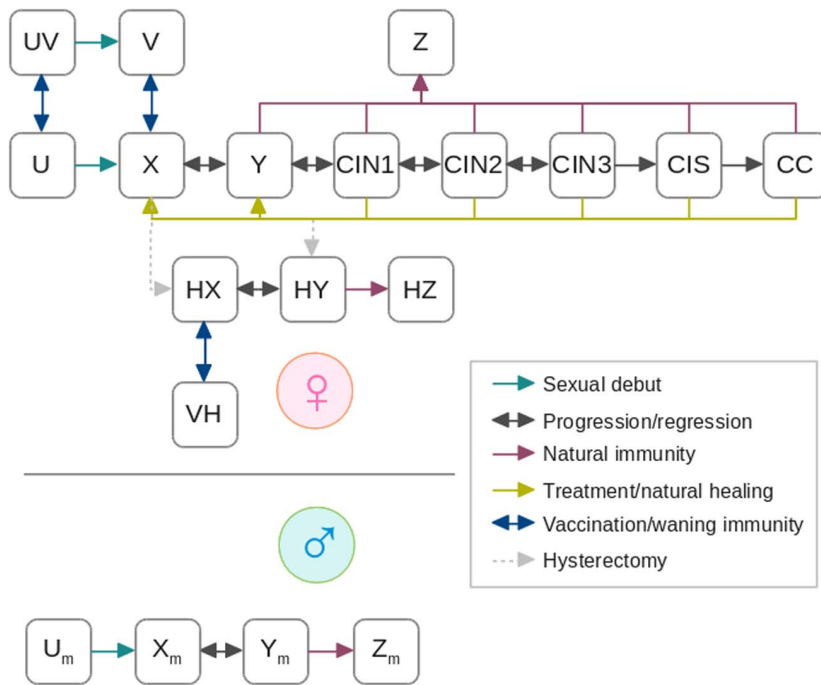 UV V Z
U X Y CIN1 CIN2 CIN3 CIS CC
HX HY HZ
VH
♀
Sexual debut
Progression/regression
Natural immunity
Treatment/natural healing
Vaccination/waning immunity
Hysterectomy
♂
Um Xm Ym Zm